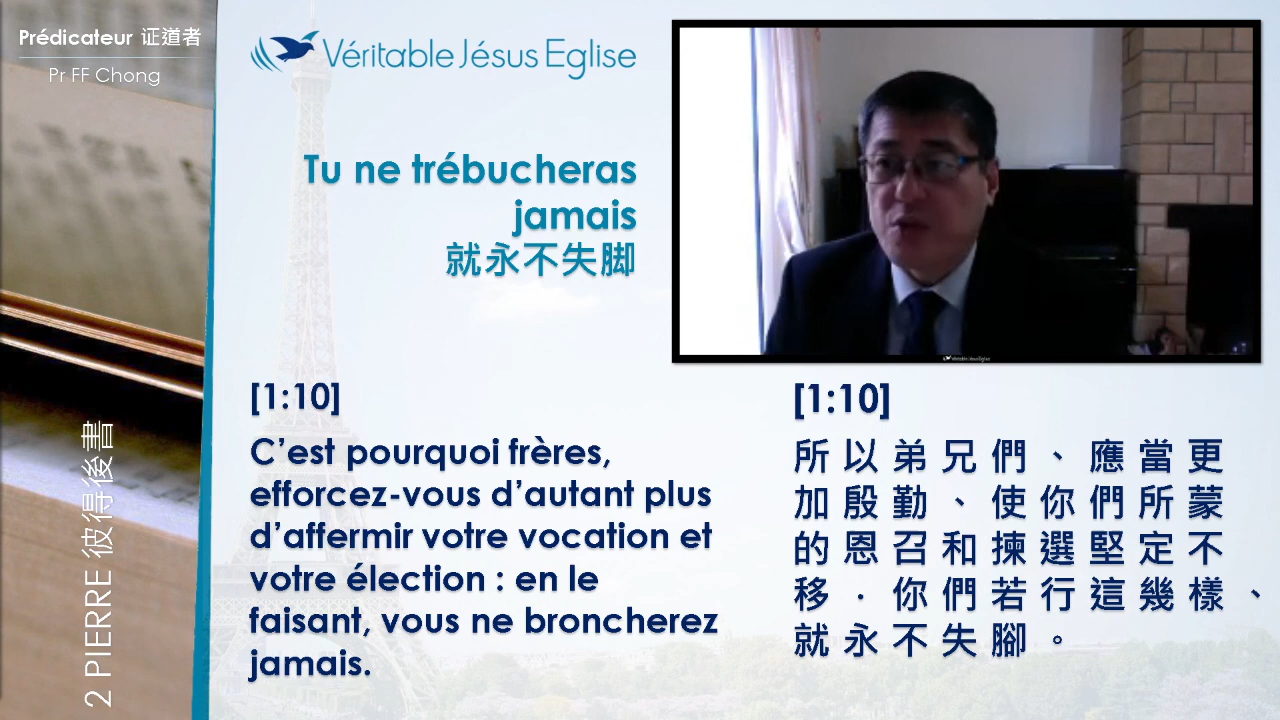 Prédicateur 证道者
Pr FF Chong
Véritable Jésus Eglise
Tu ne trébucheras
jamais
就永不失脚
[1:10]
C’est pourquoi frères,
efforcez-vous d’autant plus
d’affermir votre vocation et
votre élection : en le
faisant, vous ne broncherez
jamais.
[1:10]
所以弟兄們、應當更
加殷勤、使你們所蒙
的恩召和揀選堅定不
移．你們若行這幾樣、
就永不失腳。
2 PIERRE 彼得後書
Véritable Jésus Eglise